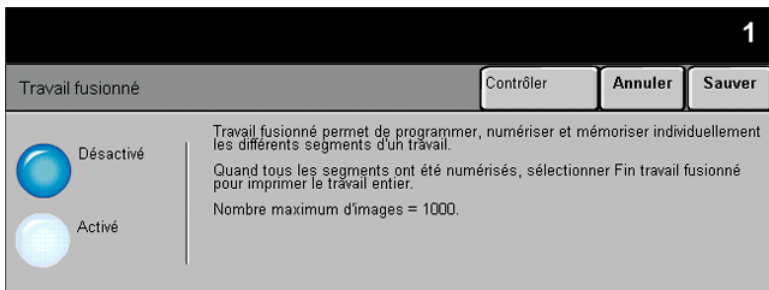 1
Travail fusionné
Contrôler
Annuler
Sauver
Désactivé
Activé
Travail fusionné permet de programmer, numériser et mémoriser individuellement
les différents segments d'un travail.
Quand tous les segments ont été numérisés, sélectionner Fin travail fusionné
pour imprimer le travail entier.
Nombre maximum d'images = 1000.